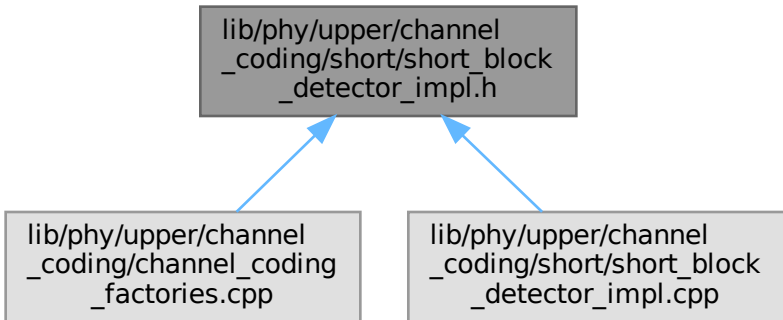 lib/phy/upper/channel
_coding/short/short_block
_detector_impl.h
lib/phy/upper/channel
_coding/channel_coding
_factories.cpp
lib/phy/upper/channel
_coding/short/short_block
_detector_impl.cpp